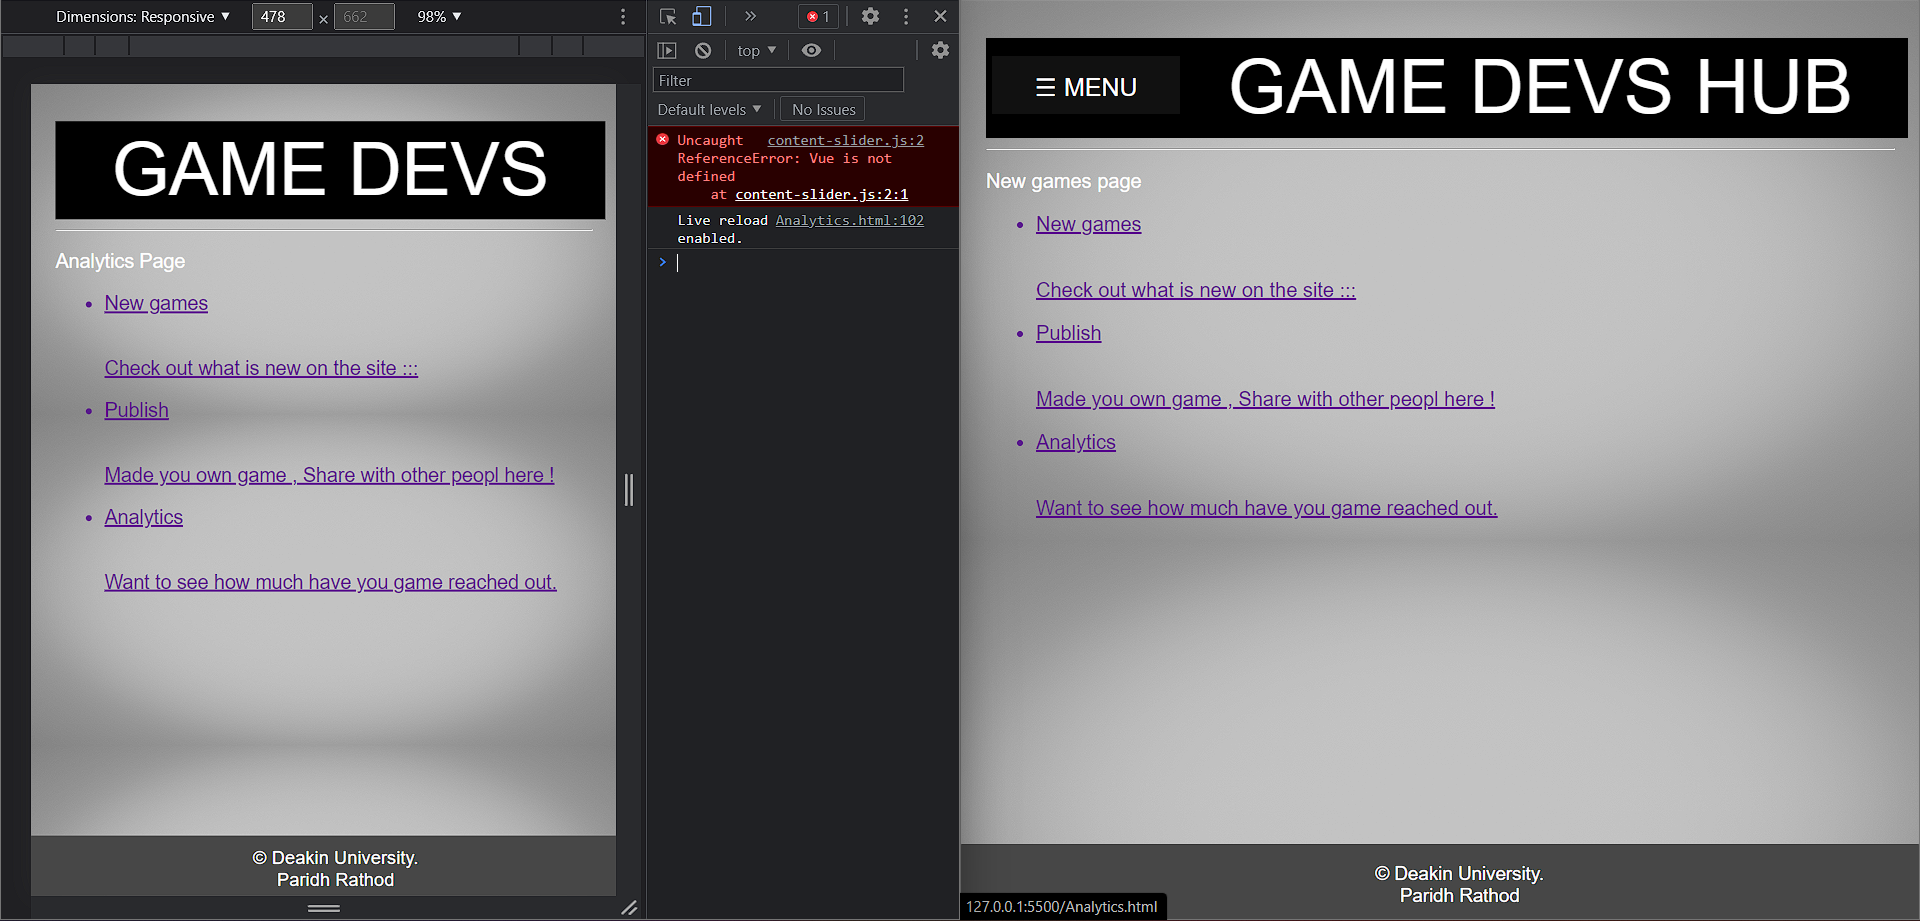 Dimensions: Responsive ▼ 478 × 662 98% ▼
GAME DEVS
Analytics Page
• New games
Check out what is new on the site :::
• Publish
Made you own game , Share with other peopl here !
• Analytics
Want to see how much have you game reached out.
© Deakin University.
Paridh Rathod
» 1
top ▼
Filter
Default levels ▼ No Issues
Uncaught content-slider.js:2
ReferenceError: Vue is not
defined
at content-slider.js:2:1
Live reload Analytics.html:102
enabled.
>
☰ MENU GAME DEVS HUB
New games page
• New games
Check out what is new on the site :::
• Publish
Made you own game , Share with other peopl here !
• Analytics
Want to see how much have you game reached out.
© Deakin University.
Paridh Rathod
127.0.0.1:5500/Analytics.html